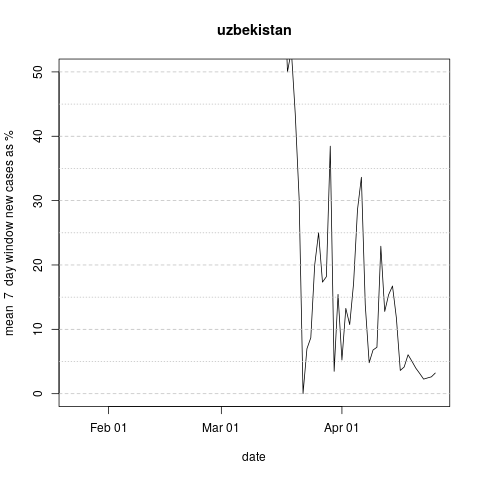 uzbekistan
mean  7  day window new cases as %
50
40
30
20
10
0
Feb 01
Mar 01
Apr 01
date